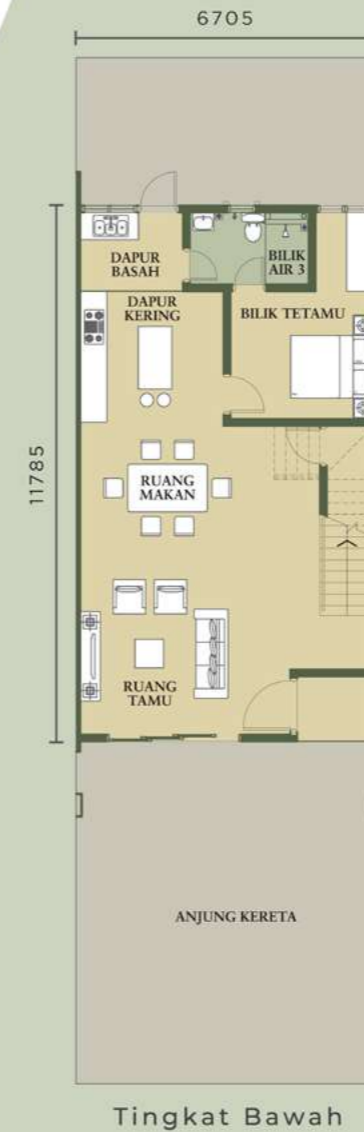 6705
DAPUR
BASAH
BILIK
AIR 3
DAPUR
KERING
BILIK TETAMU
11785
RUANG
MAKAN
RUANG
TAMU
ANJUNG KERETA
Tingkat Bawah